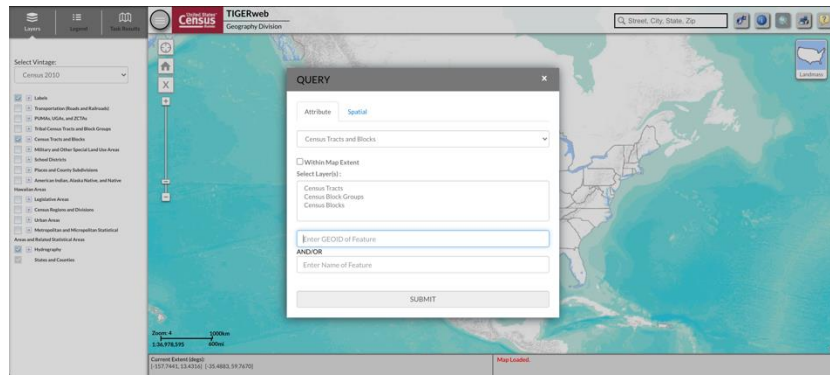 Layers
Legend
Task Results
United States®
Census
Bureau
TIGERweb
Geography Division
Street, City, State, Zip
Select Vintage:
Census 2010
Labels
Transportation (Roads and Railroads)
PUMAs, UGAs, and ZCTAs
Tribal Census Tracts and Block Groups
Census Tracts and Blocks
Military and Other Special Land Use Areas
School Districts
Places and County Subdivisions
American Indian, Alaska Native, and Native
Hawaiian Areas
Legislative Areas
Census Regions and Divisions
Urban Areas
Metropolitan and Micropolitan Statistical
Areas and Related Statistical Areas
Hydrography
States and Counties
QUERY
x
Attribute
Spatial
Census Tracts and Blocks
Within Map Extent
Select Layer(s) :
Census Tracts
Census Block Groups
Census Blocks
Enter GEOID of Feature
AND/OR
Enter Name of Feature
SUBMIT
Landmass
Zoom: 4
1000km
1:36,978,595
600mi
Current Extent (degs)
[-157.7441, 13.4316] [-35.4883, 59.7670]
Map Loaded.